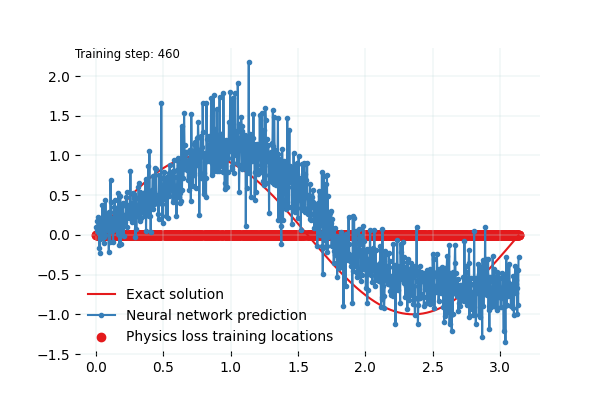 Training step: 460
2.0
1.5
1.0
0.5
0.0
−0.5
−1.0
−1.5
Exact solution
Neural network prediction
Physics loss training locations
0.0 0.5 1.0 1.5 2.0 2.5 3.0